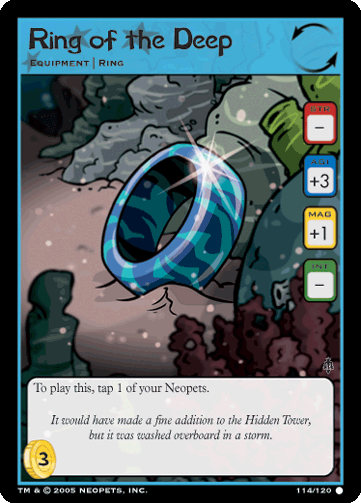 Ring of the Deep
Equipment | Ring
STR
–
AGI
+3
MAG
+1
INT
–
To play this, tap 1 of your Neopets.
It would have made a fine addition to the Hidden Tower,
but it was washed overboard in a storm.
3
TM & © 2005 NEOPETS, INC.
114/120